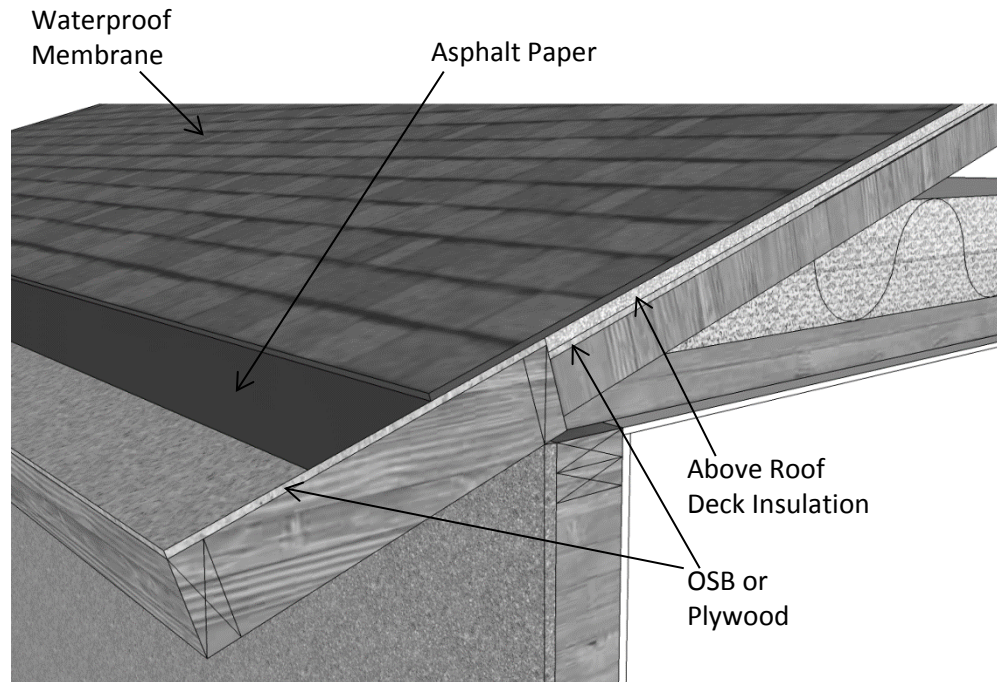 Waterproof
Membrane
Asphalt Paper
Above Roof
Deck Insulation
OSB or
Plywood